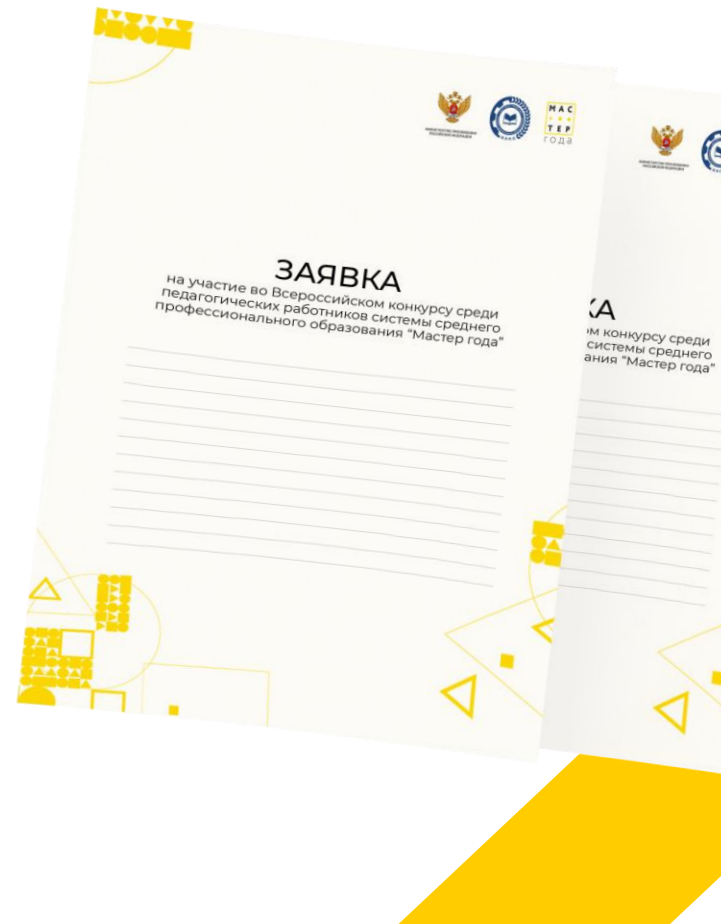 МАС
ТЕР
года
ЗАЯВКА
на участие во Всероссийском конкурсу среди
педагогических работников системы среднего
профессионального образования "Мастер года"
КА
ом конкурсу среди
системы среднего
ания "Мастер года"